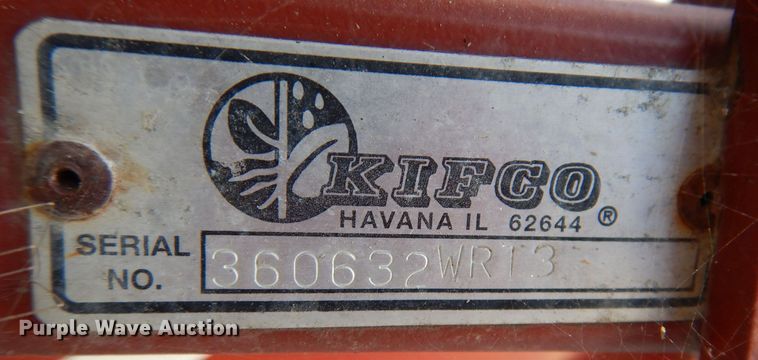 KIFCO
HAVANA IL 62644 ®
SERIAL NO. 360632WRT3
Purple Wave Auction